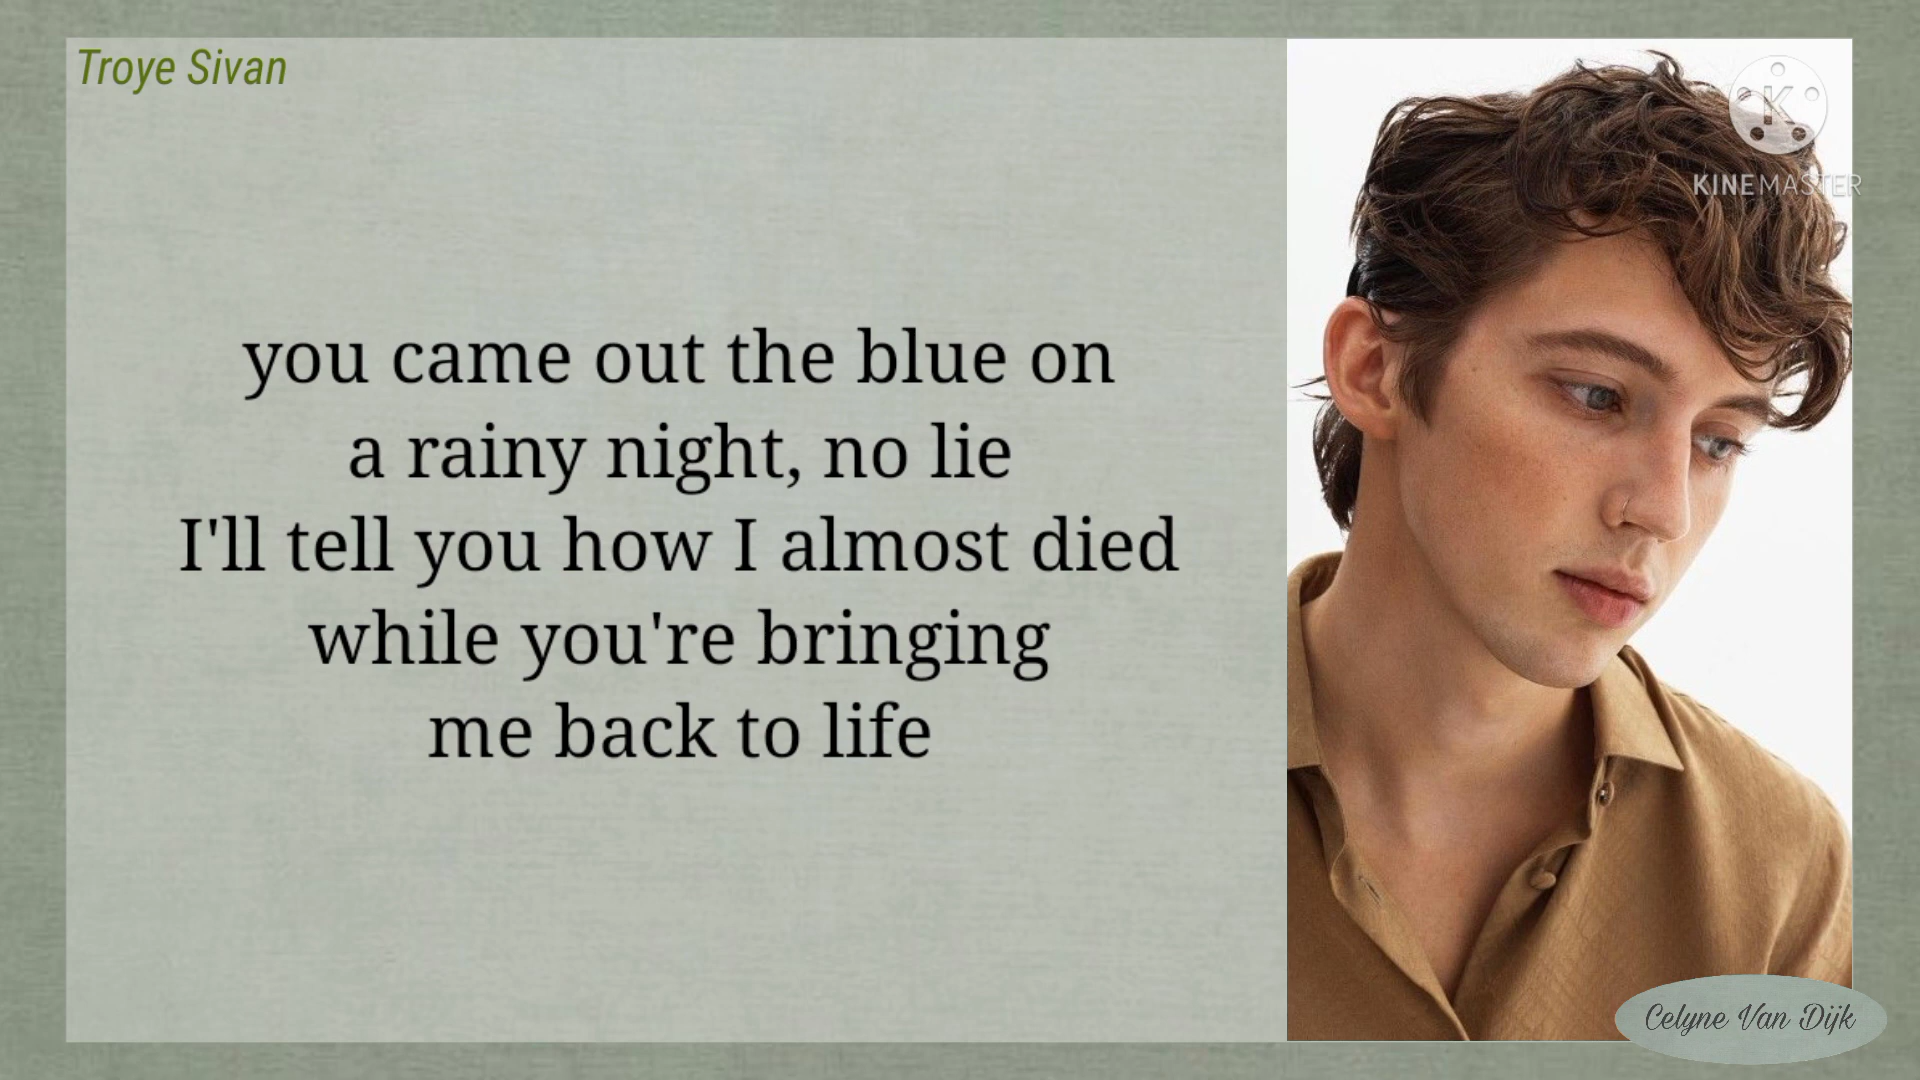 Troye Sivan
K
KINEMASTER
you came out the blue on
a rainy night, no lie
I'll tell you how I almost died
while you're bringing
me back to life
Celyne Van Dijk